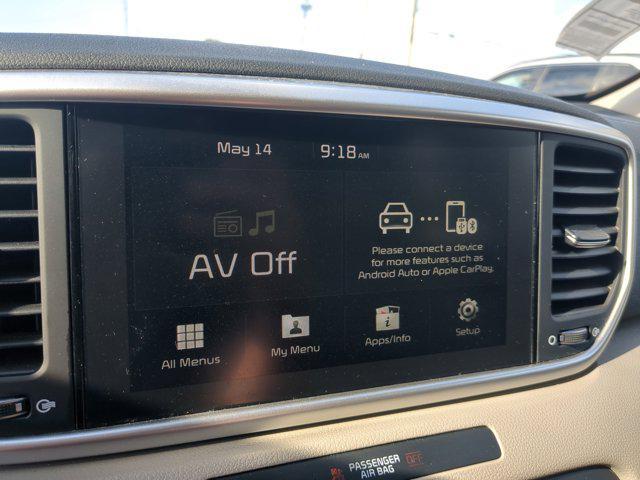 May 14
9:18 AM
AV Off
Please connect a device
for more features such as
Android Auto or Apple CarPlay.
All Menus
My Menu
Apps/Info
Setup
PASSENGER
AIR BAG
OFF